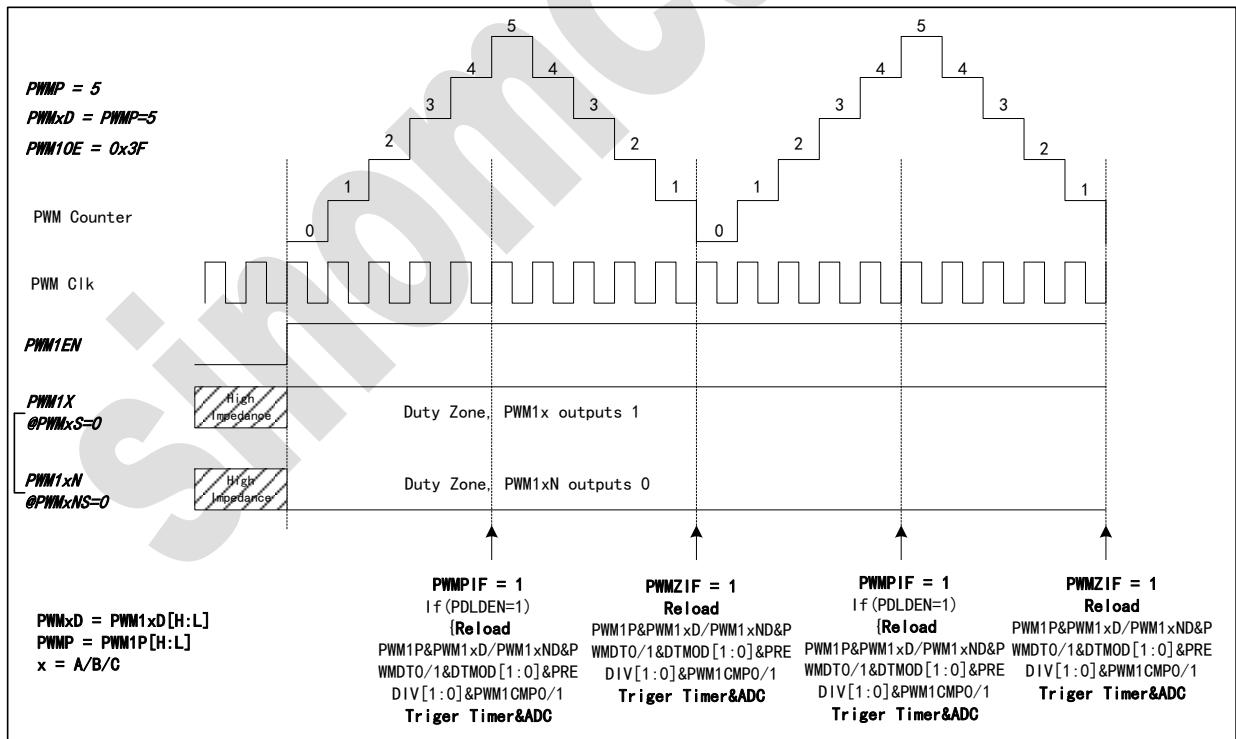 sinomc
5
5
4
4
4
4
PWMP = 5
3
3
3
3
PWMxD = PWMP=5
2
2
2
2
PWM1OE = 0x3F
1
1
1
1
PWM Counter
0
0
PWM Clk
PWM1EN
PWM1X
@PWMxS=0
High
Impedance
Duty Zone, PWM1x outputs 1
PWM1xN
@PWMxNS=0
High
Impedance
Duty Zone, PWM1xN outputs 0
PWMPIF = 1
If(PDLDEN=1)
{Reload
PWM1P&PWM1xD/PWM1xND&P
WMDT0/1&DTMOD[1:0]&PRE
DIV[1:0]&PWM1CMP0/1
Triger Timer&ADC
PWMZIF = 1
Reload
PWM1P&PWM1xD/PWM1xND&P
WMDT0/1&DTMOD[1:0]&PRE
DIV[1:0]&PWM1CMP0/1
Triger Timer&ADC
PWMPIF = 1
If(PDLDEN=1)
{Reload
PWM1P&PWM1xD/PWM1xND&P
WMDT0/1&DTMOD[1:0]&PRE
DIV[1:0]&PWM1CMP0/1
Triger Timer&ADC
PWMZIF = 1
Reload
PWM1P&PWM1xD/PWM1xND&P
WMDT0/1&DTMOD[1:0]&PRE
DIV[1:0]&PWM1CMP0/1
Triger Timer&ADC
PWMxD = PWM1xD[H:L]
PWMP = PWM1P[H:L]
x = A/B/C